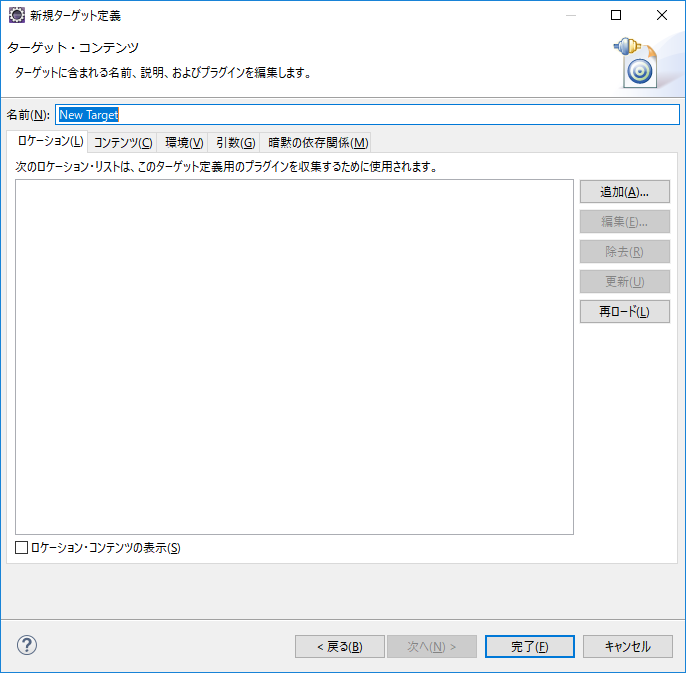 新規ターゲット定義
ターゲット・コンテンツ
ターゲットに含まれる名前、説明、およびプラグインを編集します。
名前(N): New Target
ロケーション(L) コンテンツ(C) 環境(V) 引数(G) 暗黙の依存関係(M)
次のロケーション・リストは、このターゲット定義用のプラグインを収集するために使用されます。
追加(A)...
編集(E)...
除去(R)
更新(U)
再ロード(L)
ロケーション・コンテンツの表示(S)
? < 戻る(B) 次へ(N) > 完了(F) キャンセル